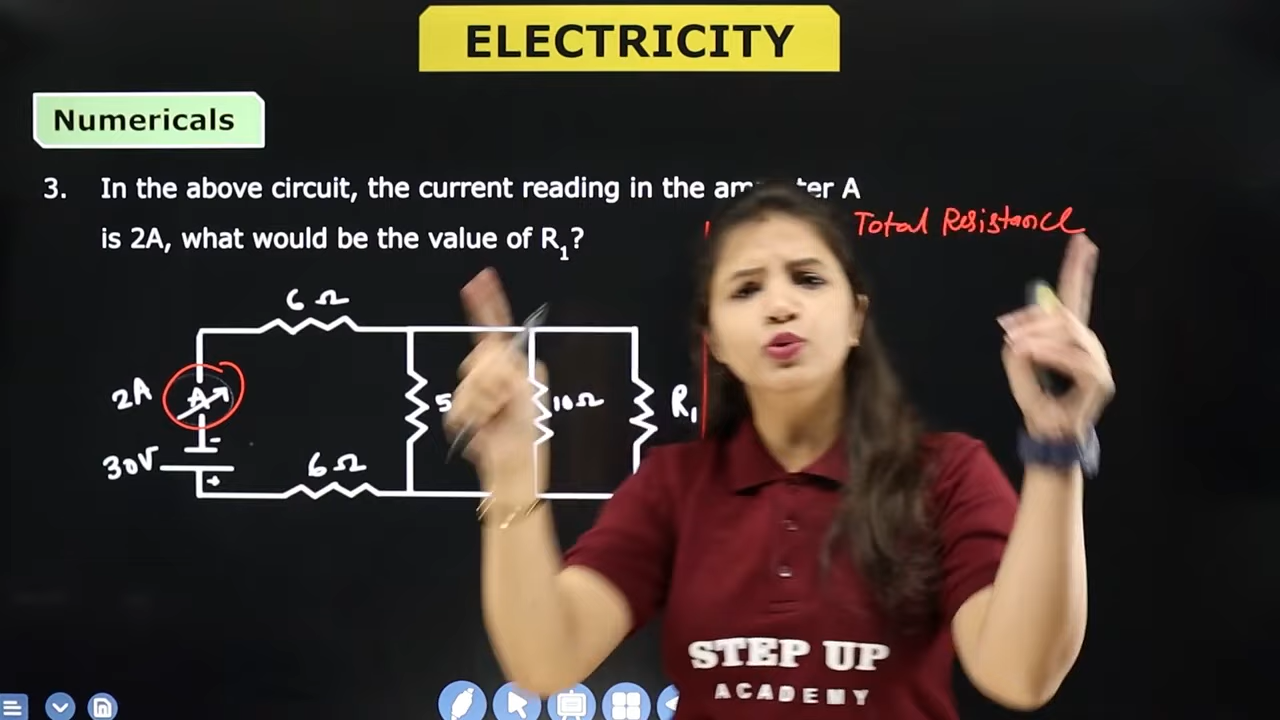 ELECTRICITY
Numericals
3. In the above circuit, the current reading in the A
is 2A, what would be the value of R₁?
Total Resistance
6 Ω
2A
A
5
10Ω
R₁
30V
-
+
6 Ω
STEP UP
ACADEMY